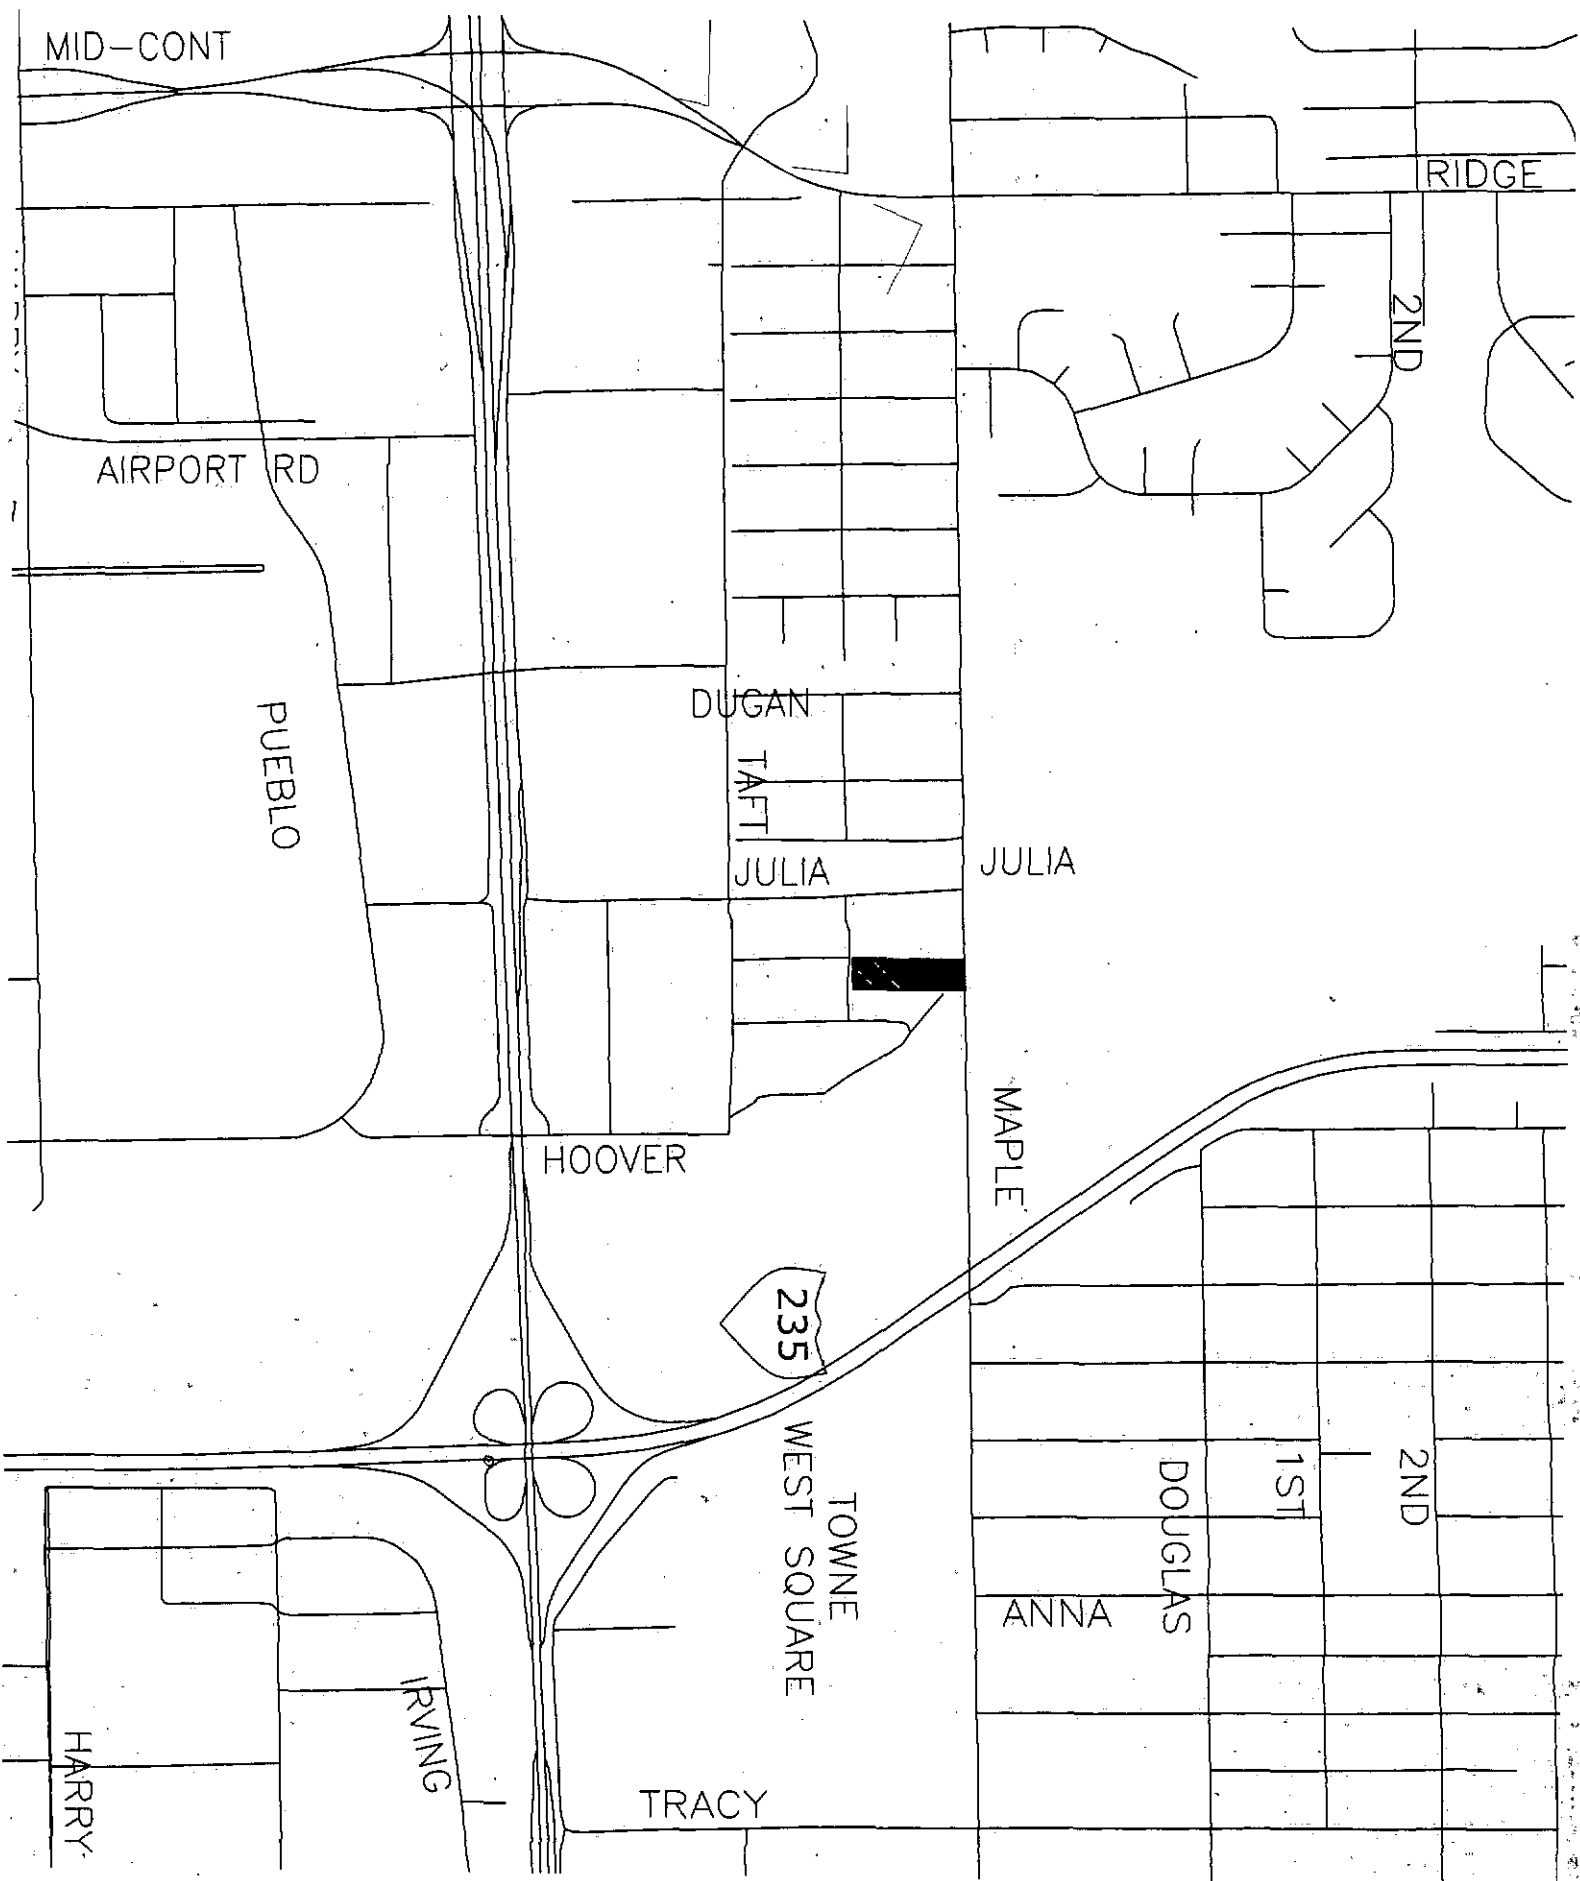 MID-CONT
RIDGE
2ND
AIRPORT RD
PUEBLO
DUGAN
TAFT
JULIA
JULIA
HOOVER
MAPLE
235
WEST SQUARE
TOWNE
DOUGLAS
1ST
2ND
ANNA
IRVING
HARRY
TRACY